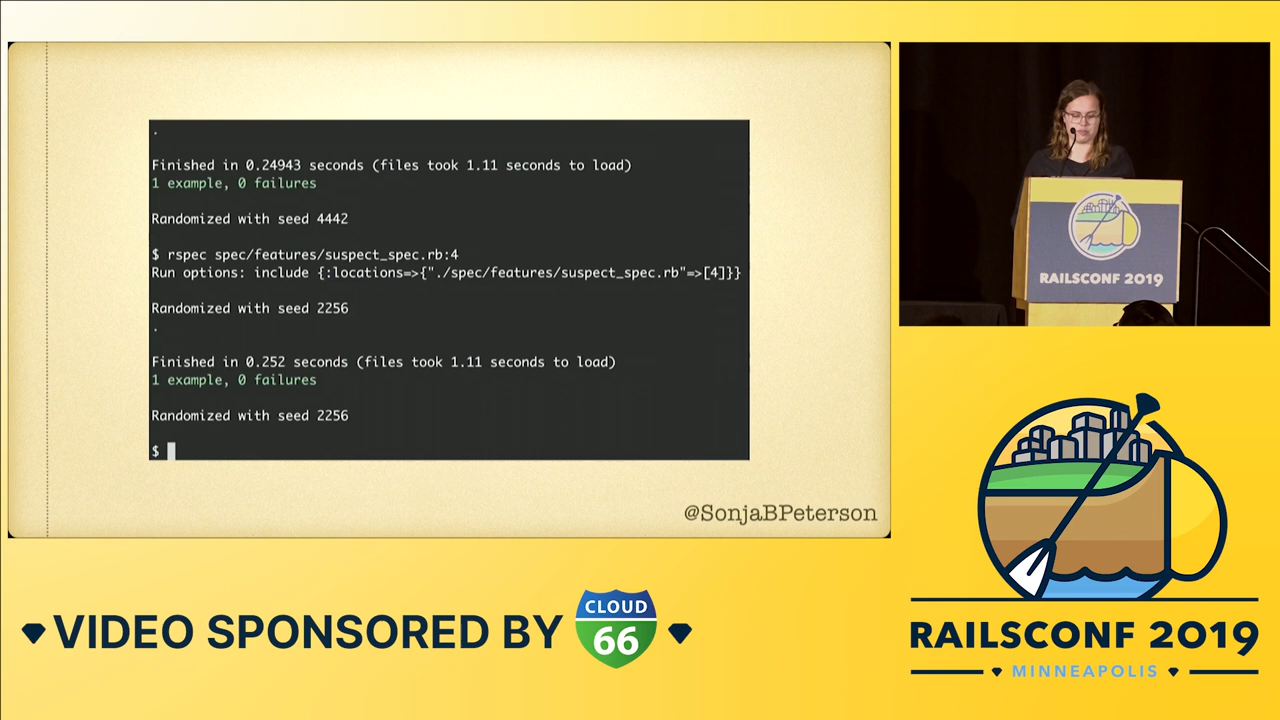 .
Finished in 0.24943 seconds (files took 1.11 seconds to load)
1 example, 0 failures
Randomized with seed 4442
$ rspec spec/features/suspect_spec.rb:4
Run options: include {:locations=>{"./spec/features/suspect_spec.rb"=>[4]}}
Randomized with seed 2256
.
Finished in 0.252 seconds (files took 1.11 seconds to load)
1 example, 0 failures
Randomized with seed 2256
$
@SonjaBPeterson
RAILSCONF 2019
VIDEO SPONSORED BY CLOUD 66
RAILSCONF 2019
MINNEAPOLIS